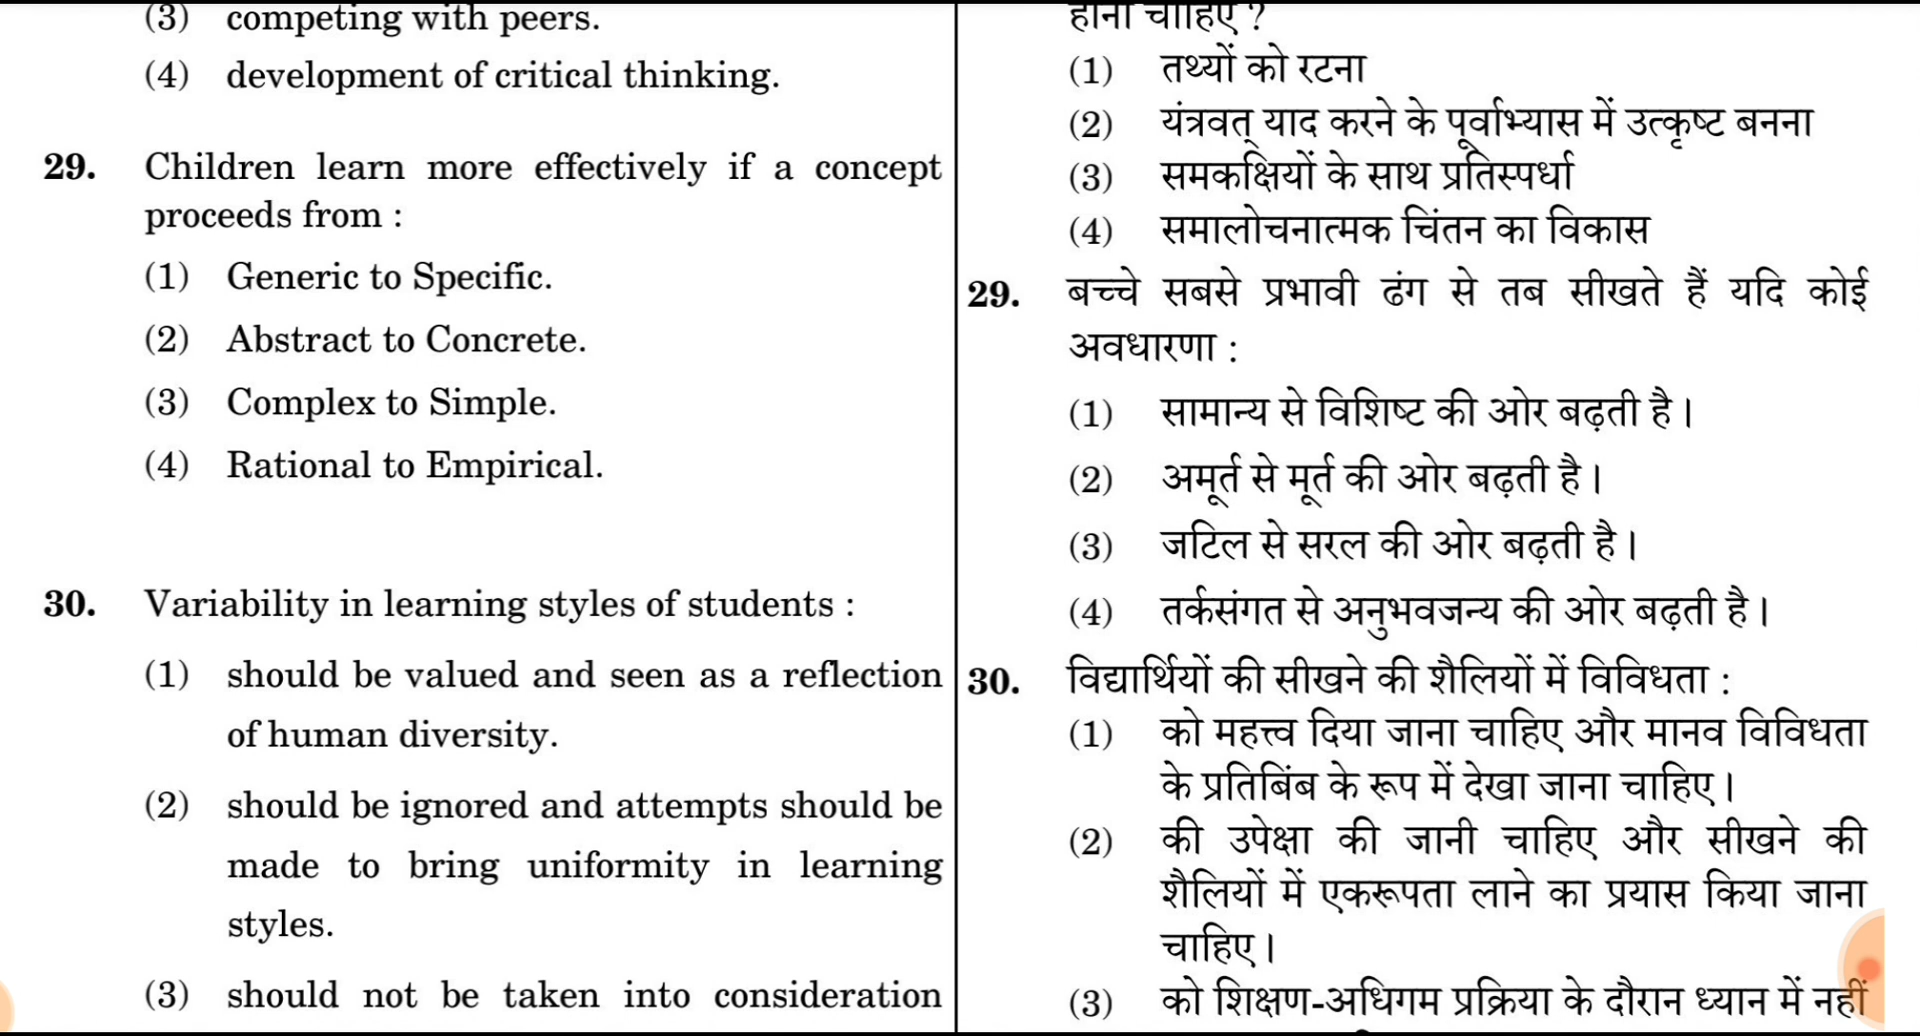 (3) competing with peers.
(4) development of critical thinking.
29. Children learn more effectively if a concept
proceeds from :
(1) Generic to Specific.
(2) Abstract to Concrete.
(3) Complex to Simple.
(4) Rational to Empirical.
30. Variability in learning styles of students :
(1) should be valued and seen as a reflection
of human diversity.
(2) should be ignored and attempts should be
made to bring uniformity in learning
styles.
(3) should not be taken into consideration
होना चाहिए ?
(1) तथ्यों को रटना
(2) यंत्रवत् याद करने के पूर्वाभ्यास में उत्कृष्ट बनना
(3) समकक्षियों के साथ प्रतिस्पर्धा
(4) समालोचनात्मक चिंतन का विकास
29. बच्चे सबसे प्रभावी ढंग से तब सीखते हैं यदि कोई
अवधारणा :
(1) सामान्य से विशिष्ट की ओर बढ़ती है।
(2) अमूर्त से मूर्त की ओर बढ़ती है।
(3) जटिल से सरल की ओर बढ़ती है।
(4) तर्कसंगत से अनुभवजन्य की ओर बढ़ती है।
30. विद्यार्थियों की सीखने की शैलियों में विविधता :
(1) को महत्त्व दिया जाना चाहिए और मानव विविधता
के प्रतिबिंब के रूप में देखा जाना चाहिए।
(2) की उपेक्षा की जानी चाहिए और सीखने की
शैलियों में एकरूपता लाने का प्रयास किया जाना
चाहिए।
(3) को शिक्षण-अधिगम प्रक्रिया के दौरान ध्यान में नहीं